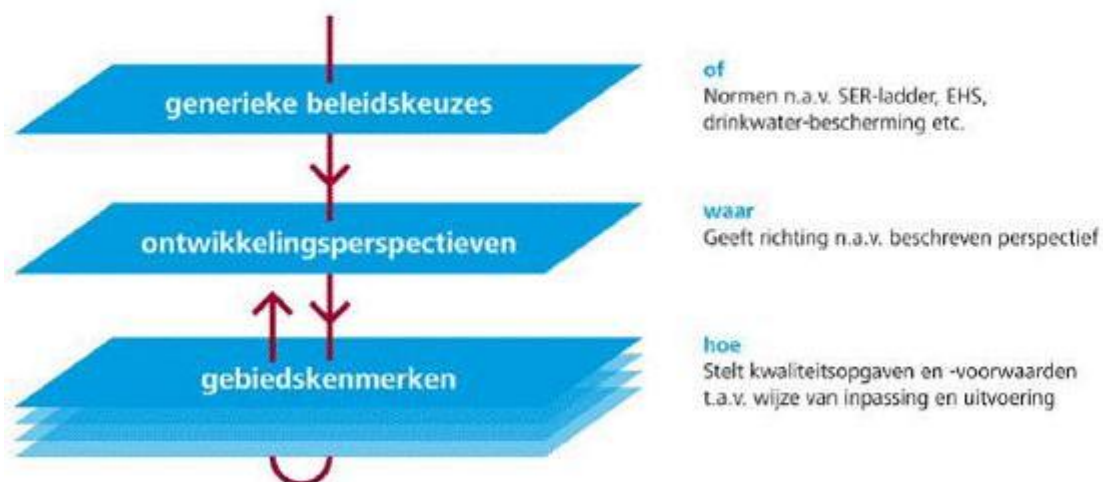 generieke beleidskeuzes
of
Normen n.a.v. SER-ladder, EHS,
drinkwater-bescherming etc.
ontwikkelingsperspectieven
waar
Geeft richting n.a.v. beschreven perspectief
gebiedskenmerken
hoe
Stelt kwaliteitsopgaven en -voorwaarden
t.a.v. wijze van inpassing en uitvoering